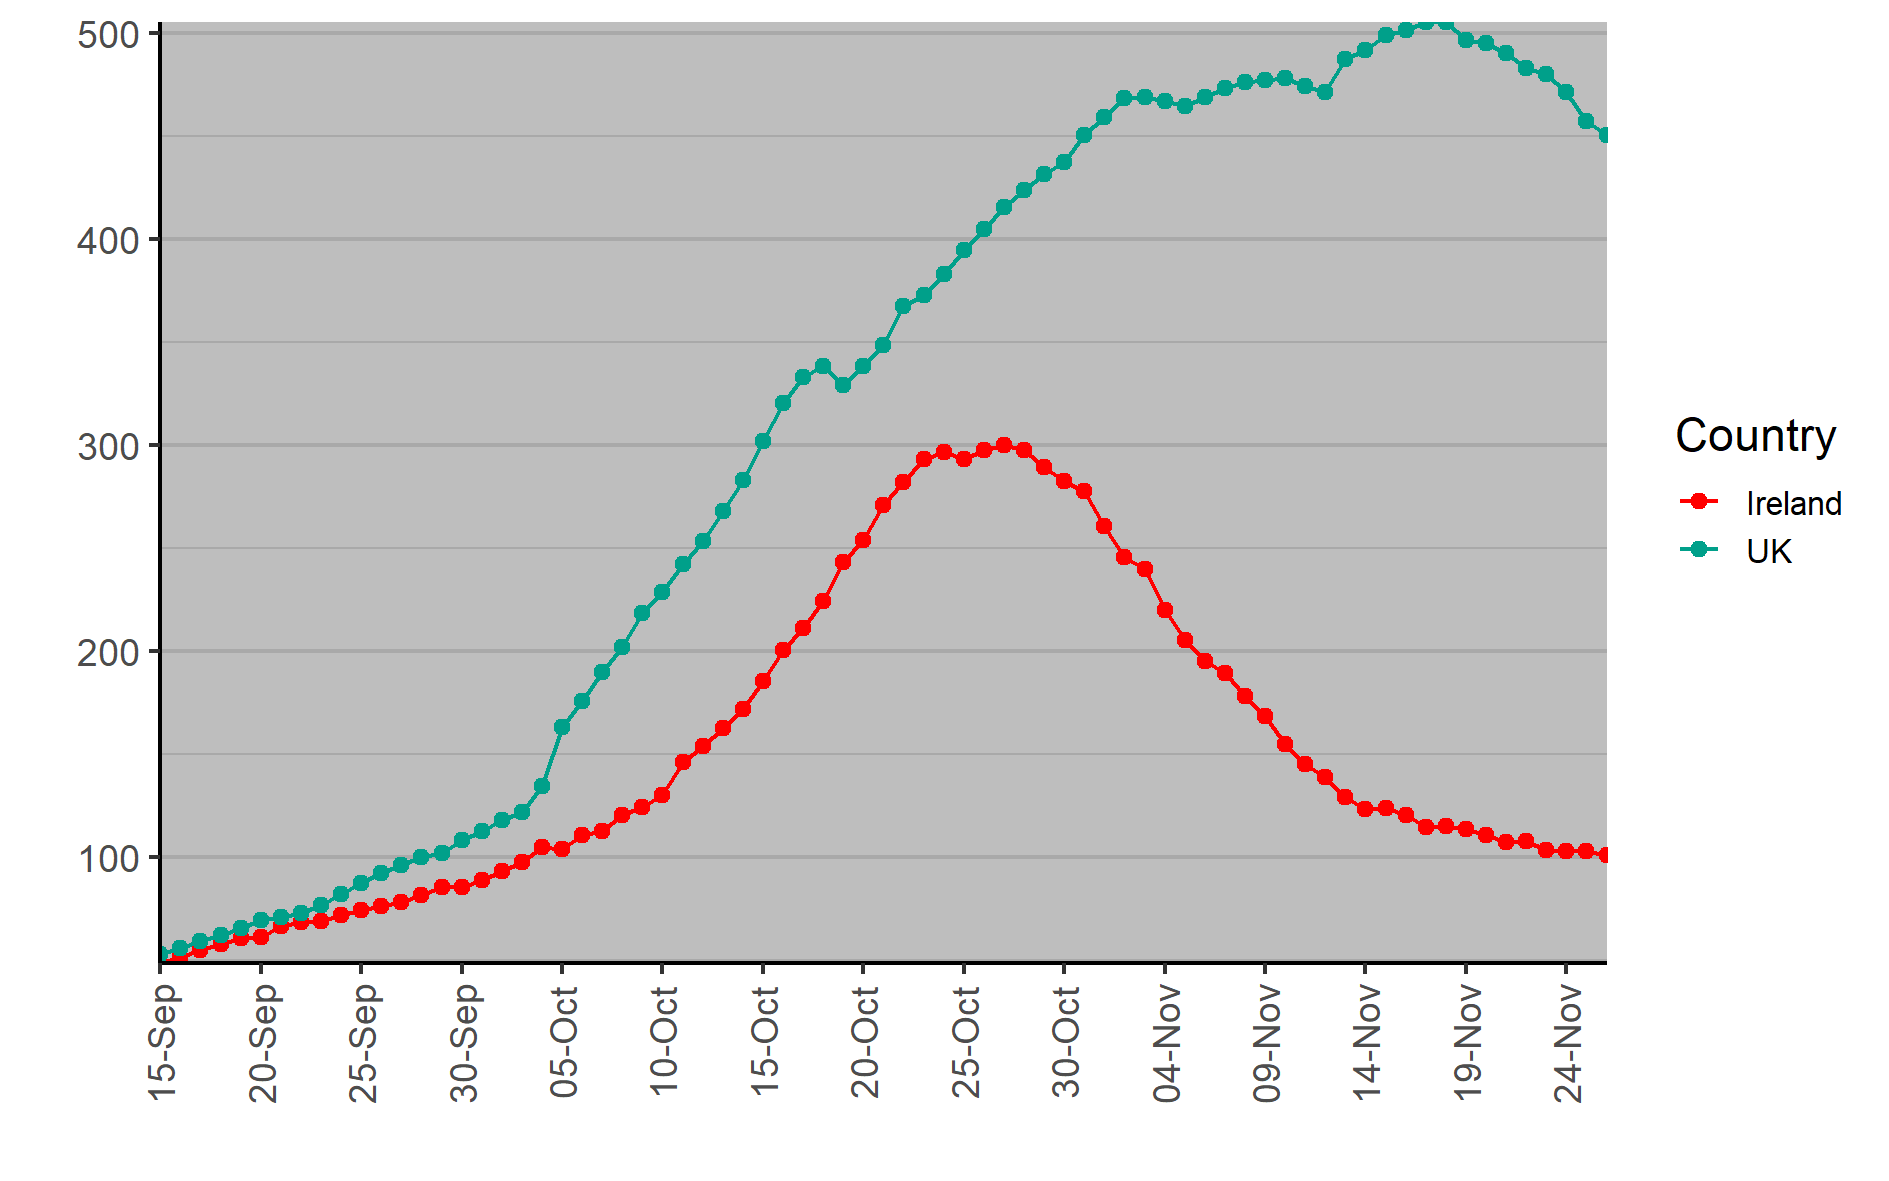 500
400
300
200
100
15-Sep
20-Sep
25-Sep
30-Sep
05-Oct
10-Oct
15-Oct
20-Oct
25-Oct
30-Oct
04-Nov
09-Nov
14-Nov
19-Nov
24-Nov
Country
Ireland
UK